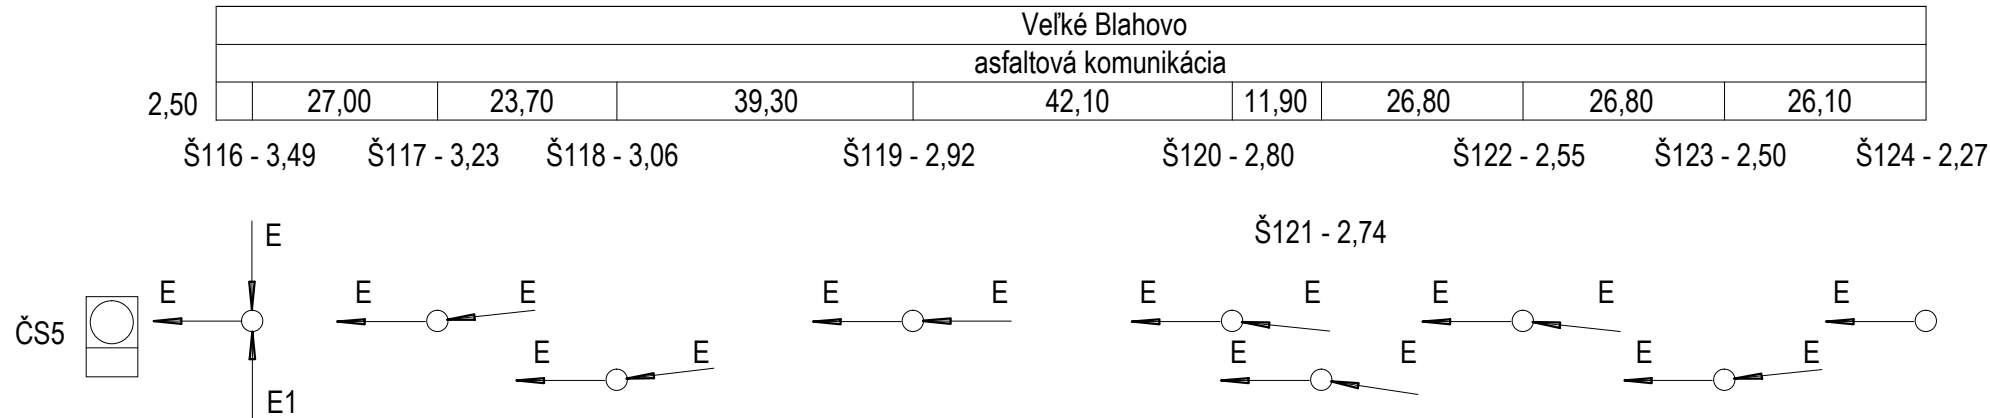 Veľké Blahovo
asfaltová komunikácia
2,50 27,00 23,70 39,30 42,10 11,90 26,80 26,80 26,10
Š116 - 3,49 Š117 - 3,23 Š118 - 3,06 Š119 - 2,92 Š120 - 2,80 Š122 - 2,55 Š123 - 2,50 Š124 - 2,27
E Š121 - 2,74
E E E E E E E E E E
ČS5
E E E E E E
E1